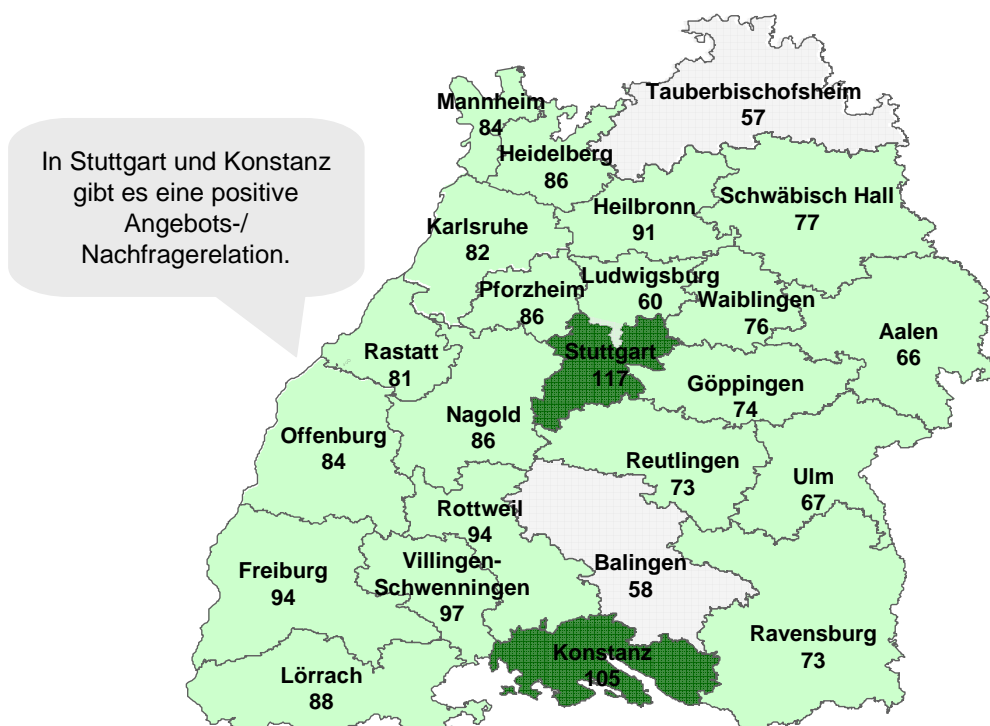 Tauberbischofsheim
57
Mannheim
84
Heidelberg
86
In Stuttgart und Konstanz
gibt es eine positive
Angebots-/
Nachfragerelation.
Schwäbisch Hall
77
Heilbronn
91
Karlsruhe
82
Ludwigsburg
60
Pforzheim
86
Waiblingen
76
Aalen
66
Rastatt
81
Stuttgart
117
Göppingen
74
Nagold
86
Offenburg
84
Reutlingen
73
Ulm
67
Rottweil
94
Villingen-
Schwenningen
97
Balingen
58
Freiburg
94
Ravensburg
73
Konstanz
105
Lörrach
88